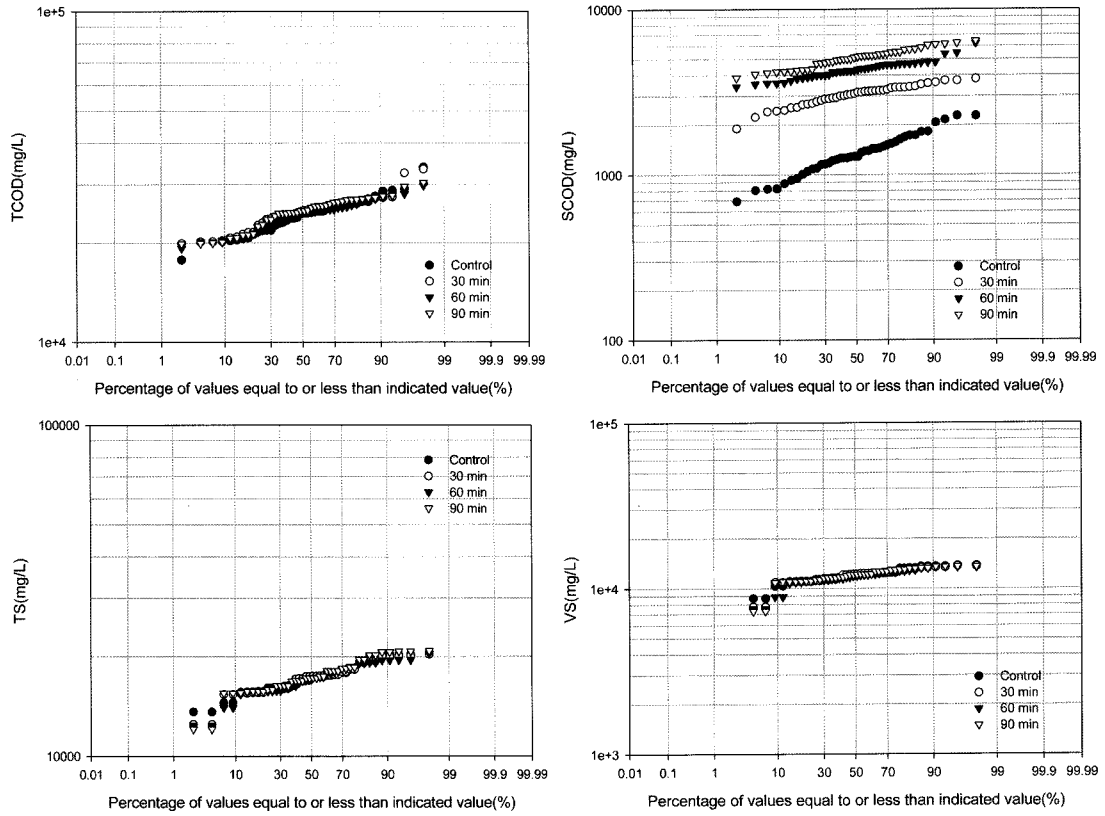 1e+5
TCOD(mg/L)
1e+4
Control
30 min
60 min
90 min
0.01 0.1 1 10 30 50 70 90 99 99.9 99.99
Percentage of values equal to or less than indicated value(%)
10000
SCOD(mg/L)
1000
100
Control
30 min
60 min
90 min
0.01 0.1 1 10 30 50 70 90 99 99.9 99.99
Percentage of values equal to or less than indicated value(%)
100000
TS(mg/L)
10000
Control
30 min
60 min
90 min
0.01 0.1 1 10 30 50 70 90 99 99.9 99.99
Percentage of values equal to or less than indicated value(%)
1e+5
VS(mg/L)
1e+4
1e+3
Control
30 min
60 min
90 min
0.01 0.1 1 10 30 50 70 90 99 99.9 99.99
Percentage of values equal to or less than indicated value(%)